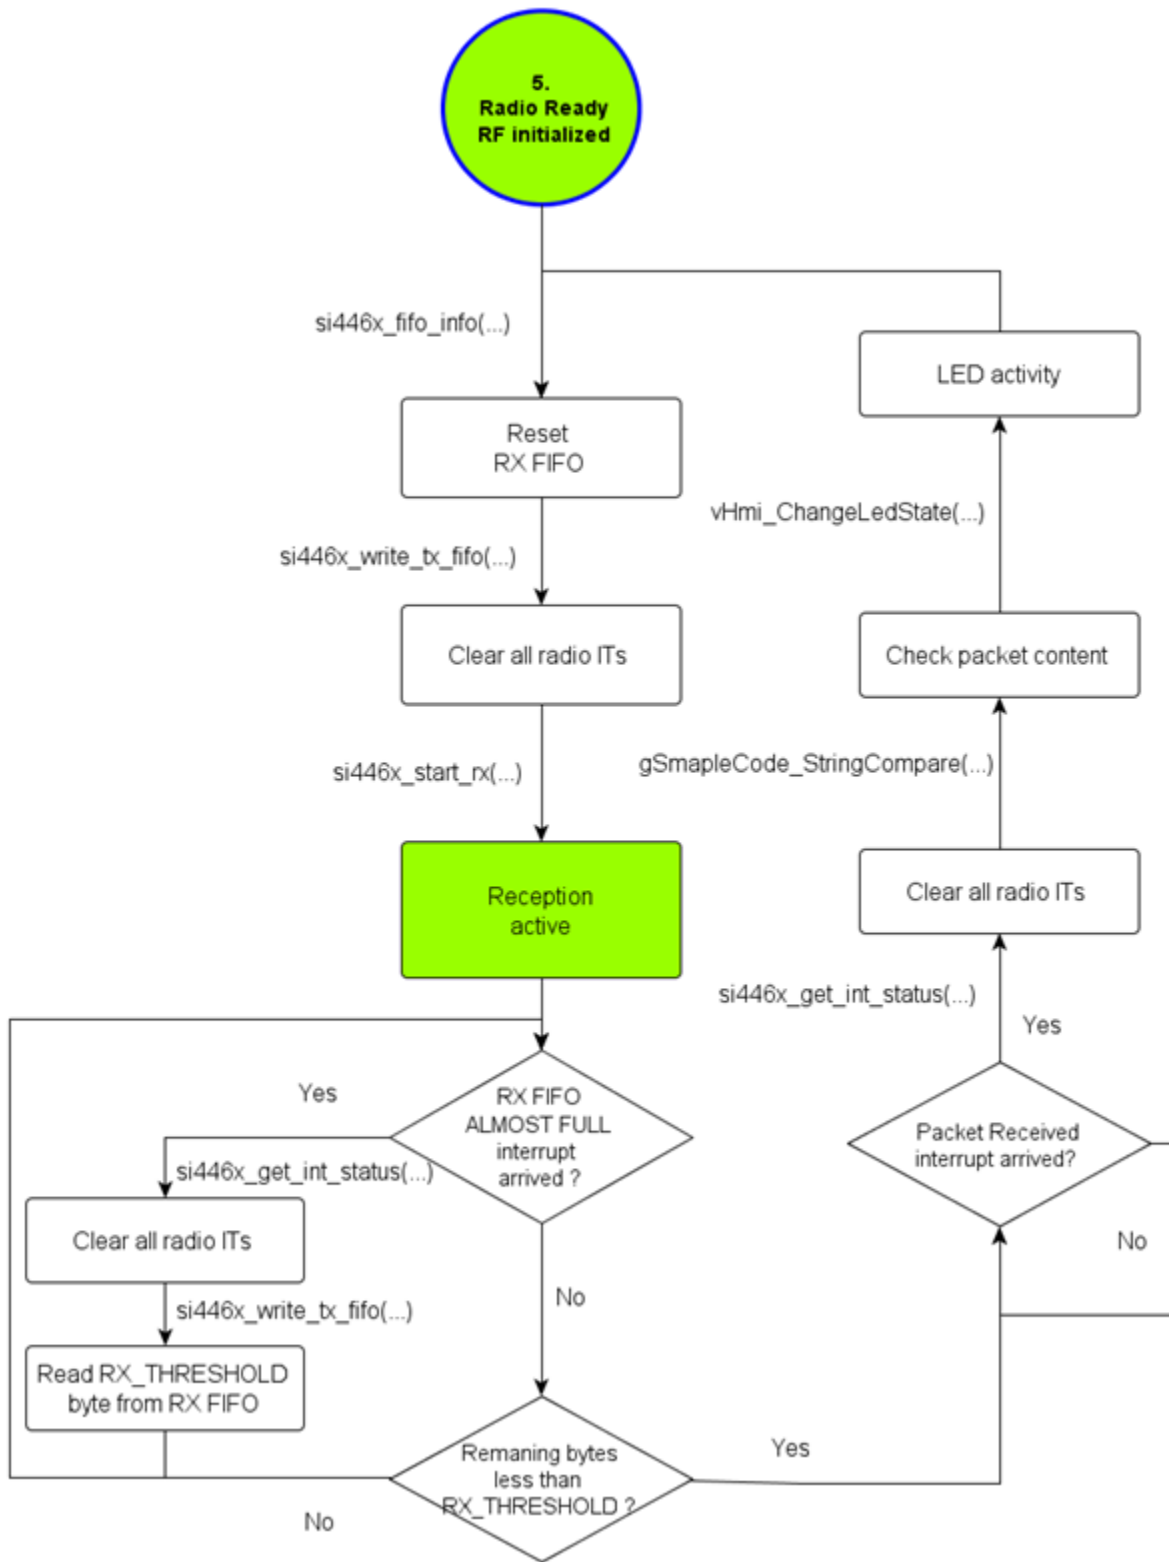 5.
Radio Ready
RF initialized
si446x_fifo_info(...)
LED activity
Reset
RX FIFO
vHmi_ChangeLedState(...)
si446x_write_tx_fifo(...)
Clear all radio ITs
Check packet content
si446x_start_rx(...)
gSmapleCode_StringCompare(...)
Reception
active
Clear all radio ITs
si446x_get_int_status(...)
Yes
Yes
RX FIFO
ALMOST FULL
interrupt
arrived ?
Packet Received
interrupt arrived?
si446x_get_int_status(...)
Clear all radio ITs
No
No
si446x_write_tx_fifo(...)
Read RX_THRESHOLD
byte from RX FIFO
Remaning bytes
less than
RX_THRESHOLD ?
Yes
No